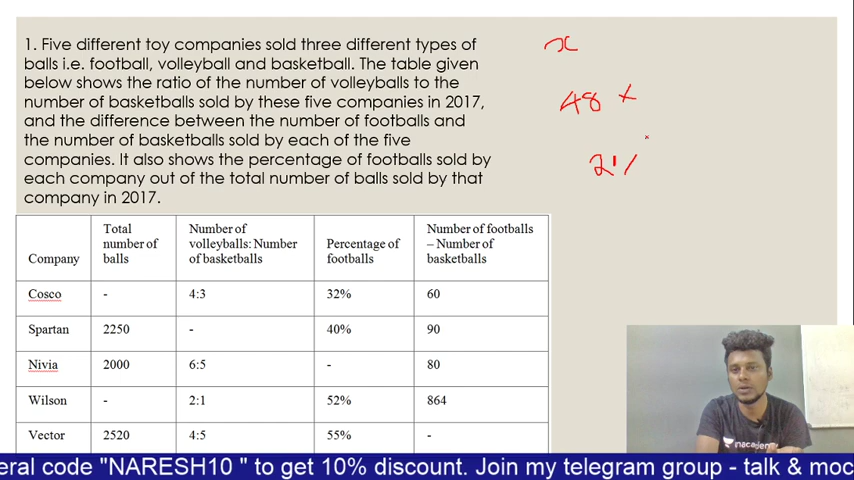 1. Five different toy companies sold three different types of
balls i.e. football, volleyball and basketball. The table given
below shows the ratio of the number of volleyballs to the
number of basketballs sold by these five companies in 2017,
and the difference between the number of footballs and
the number of basketballs sold by each of the five
companies. It also shows the percentage of footballs sold by
each company out of the total number of balls sold by that
company in 2017.
x
48 x
21/
Company Total number of balls Number of volleyballs: Number of basketballs Percentage of footballs Number of footballs – Number of basketballs
Cosco - 4:3 32% 60
Spartan 2250 - 40% 90
Nivia 2000 6:5 - 80
Wilson - 2:1 52% 864
Vector 2520 4:5 55% -
eral code "NARESH10 " to get 10% discount. Join my telegram group - talk & moc